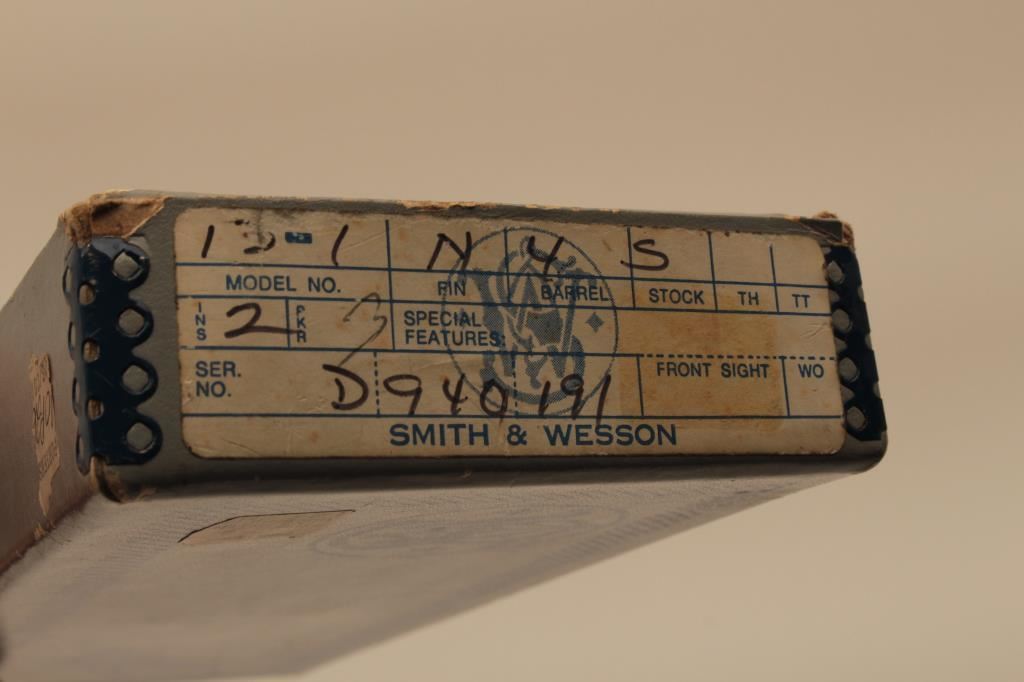 1D-1 N 4 S
MODEL NO. FIN BARREL STOCK TH TT
INS 2 PKR 3 SPECIAL FEATURES:
SER. NO. D940191 FRONT SIGHT WO
SMITH & WESSON